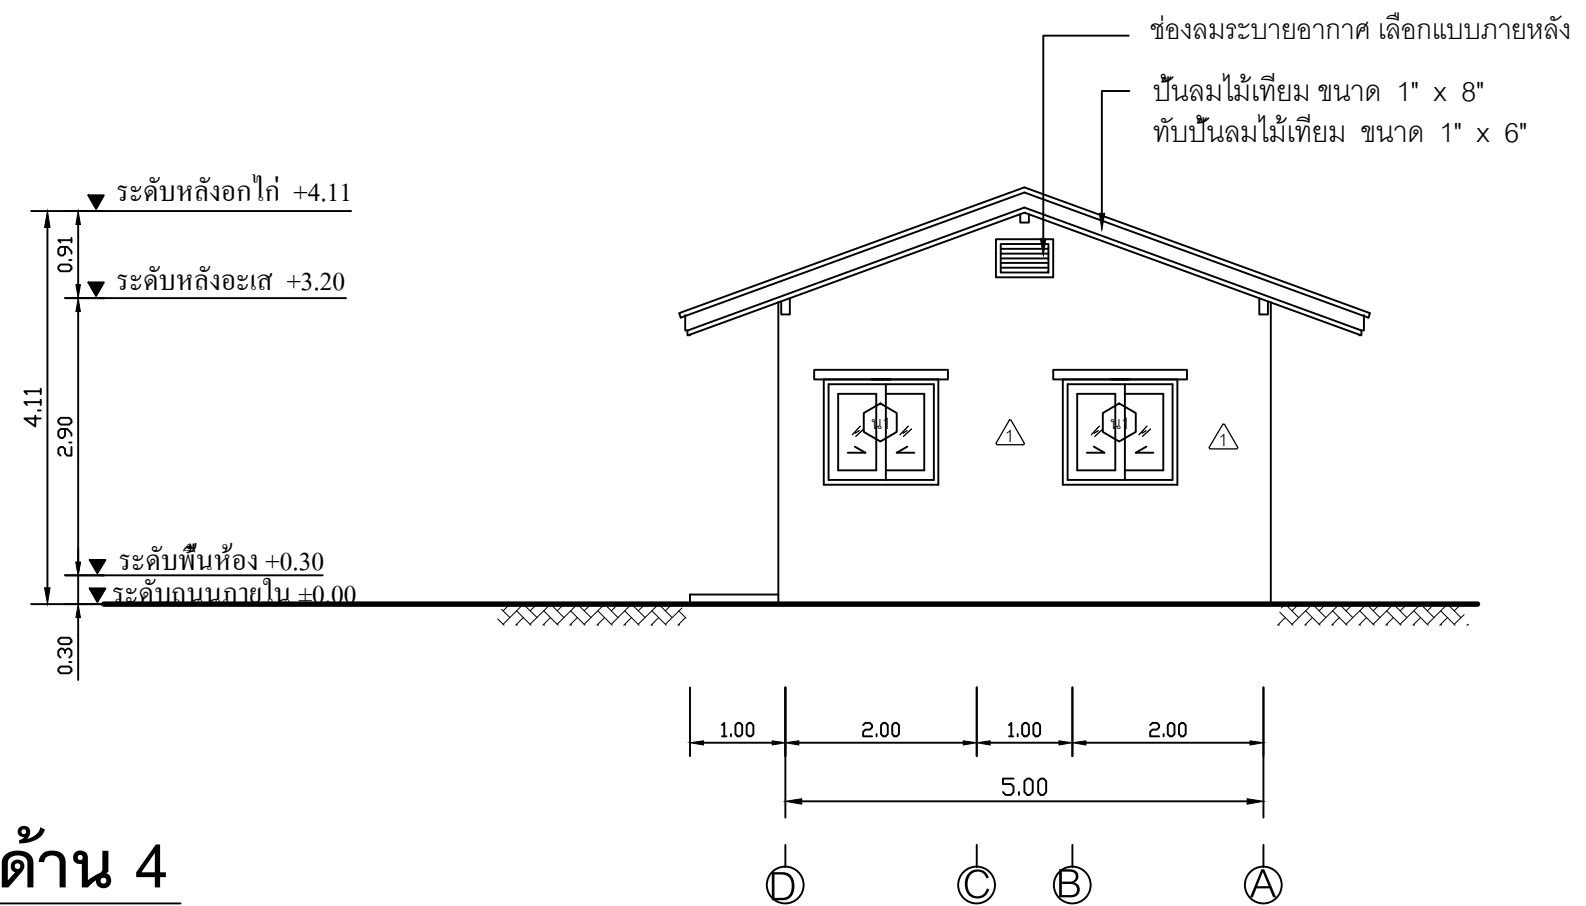 ช่องลมระบายอากาศ เลือกแบบภายหลัง
ปั้นลมไม้เทียม ขนาด 1" x 8"
ทับปั้นลมไม้เทียม ขนาด 1" x 6"
ระดับหลังอกไก่ +4.11
0.91
ระดับหลังอะเส +3.20
4.11
2.90
น1
1
น1
1
ระดับพื้นห้อง +0.30
ระดับถนนภายใน ±0.00
0.30
1.00 2.00 1.00 2.00
5.00
ด้าน 4
D C B A